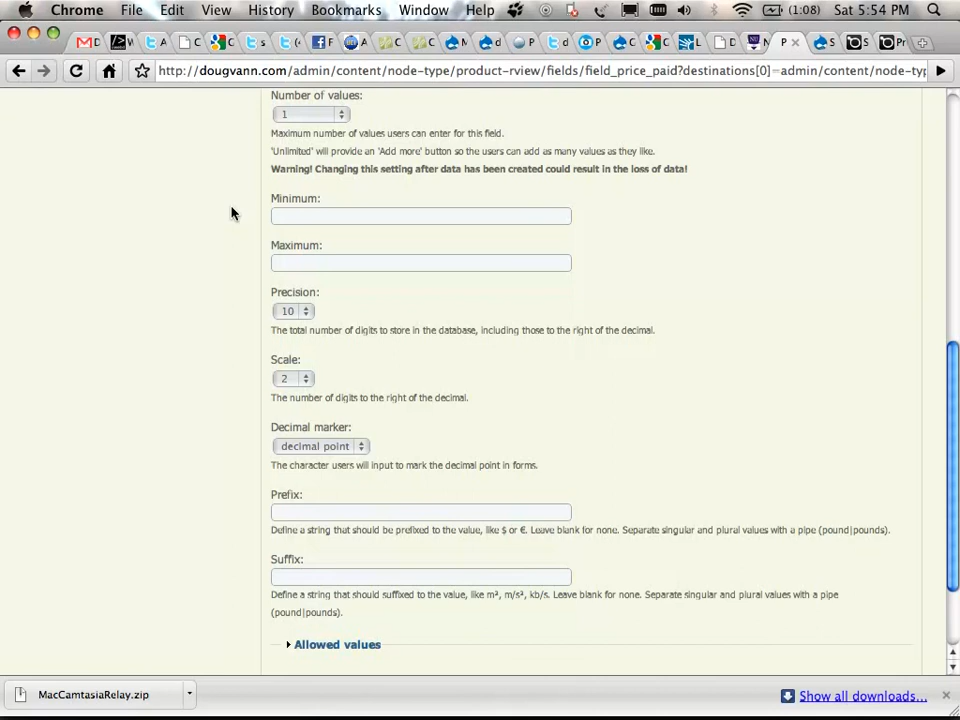 Chrome File Edit View History Bookmarks Window Help (1:08) Sat 5:54 PM
http://dougvann.com/admin/content/node-type/product-rview/fields/field_price_paid?destinations[0]=admin/content/node-typ
Number of values:
1
Maximum number of values users can enter for this field.
'Unlimited' will provide an 'Add more' button so the users can add as many values as they like.
Warning! Changing this setting after data has been created could result in the loss of data!
Minimum:
Maximum:
Precision:
10
The total number of digits to store in the database, including those to the right of the decimal.
Scale:
2
The number of digits to the right of the decimal.
Decimal marker:
decimal point
The character users will input to mark the decimal point in forms.
Prefix:
Define a string that should be prefixed to the value, like $ or €. Leave blank for none. Separate singular and plural values with a pipe (pound|pounds).
Suffix:
Define a string that should suffixed to the value, like m², m/s², kb/s. Leave blank for none. Separate singular and plural values with a pipe
(pound|pounds).
Allowed values
MacCamtasiaRelay.zip
Show all downloads...